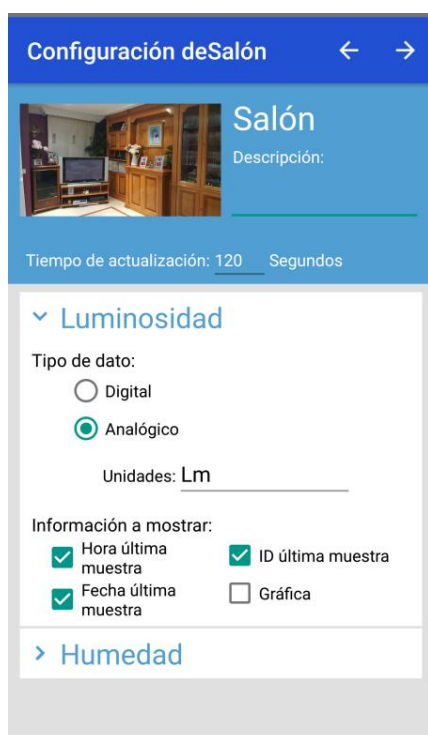 Configuración deSalón
Salón
Descripción:
Tiempo de actualización: 120 Segundos
Luminosidad
Tipo de dato:
Digital
Analógico
Unidades: Lm
Información a mostrar:
Hora última
muestra
ID última muestra
Fecha última
muestra
Gráfica
Humedad